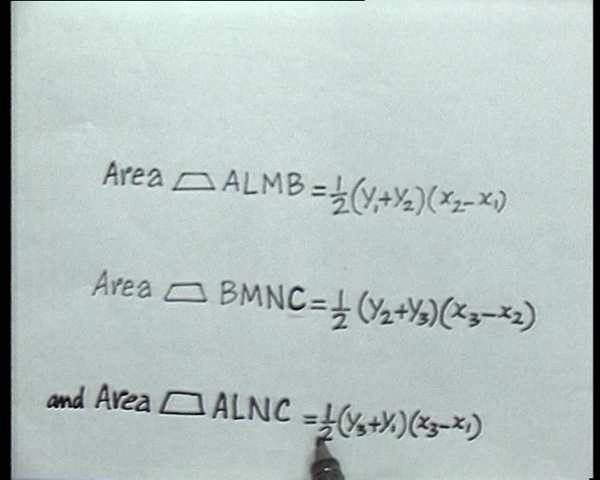 Area ⏢ ALMB = 1/2 (y₁+y₂)(x₂−x₁)
Area ⏢ BMNC = 1/2 (y₂+y₃)(x₃−x₂)
and Area ⏢ ALNC = 1/2 (y₃+y₁)(x₃−x₁)